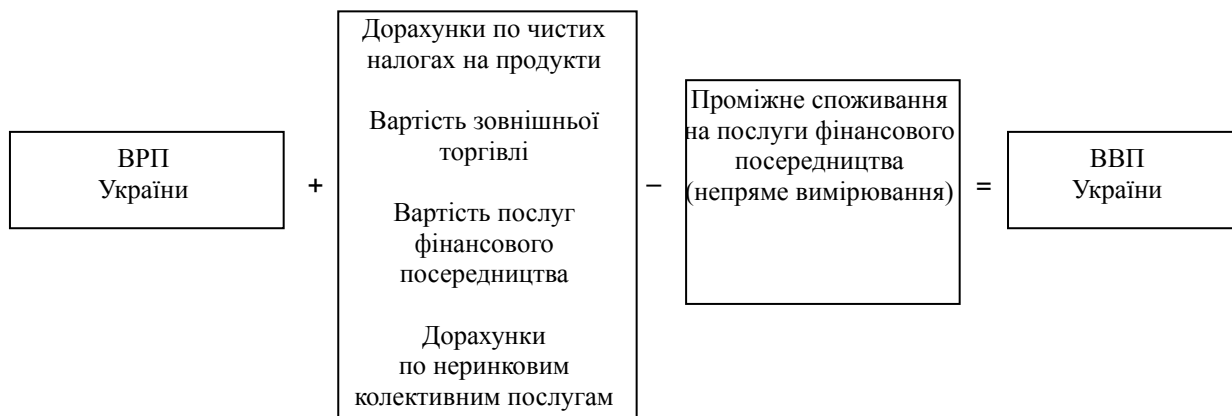 ВРП
України
+
Дорахунки по чистих
налогах на продукти
Вартість зовнішньої
торгівлі
Вартість послуг
фінансового
посередництва
Дорахунки
по неринковим
колективним послугам
–
Проміжне споживання
на послуги фінансового
посередництва
(непряме вимірювання)
=
ВВП
України